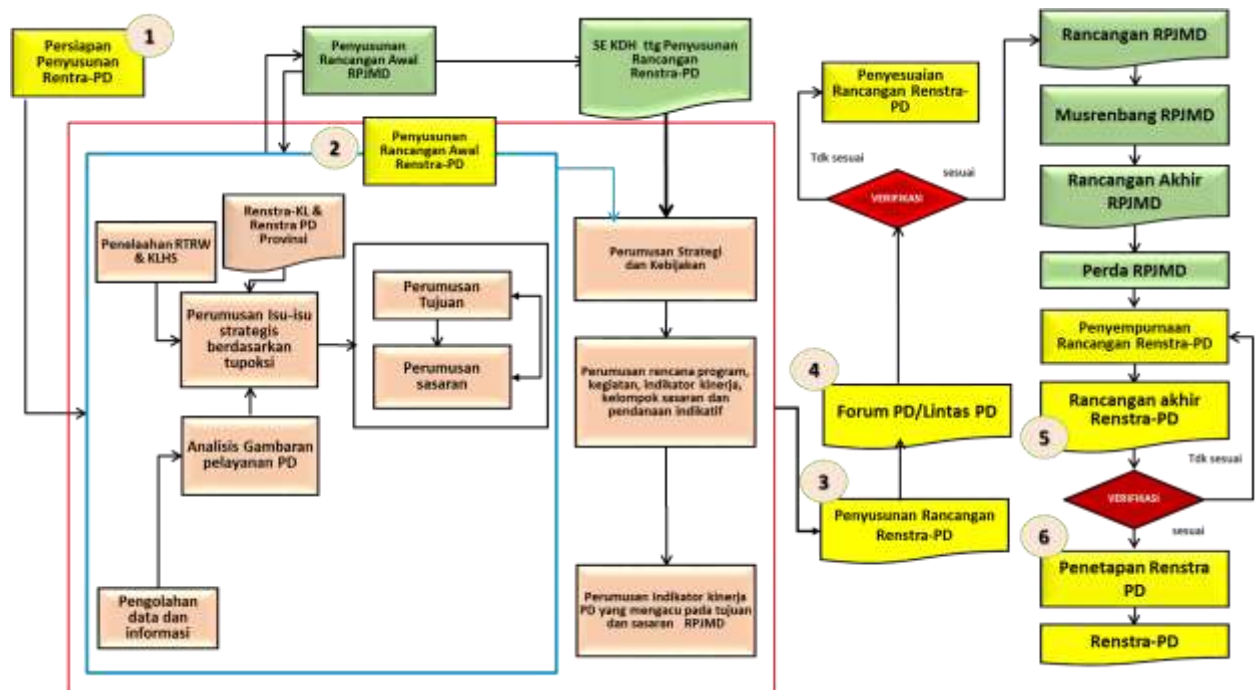 1
Persiapan
Penyusunan
Rentra-PD
Penyusunan
Rancangan Awal
RPJMD
SE KDH ttg Penyusunan
Rancangan
Renstra-PD
2
Penyusunan
Rancangan Awal
Renstra-PD
Penelaahan RTRW
& KLHS
Renstra-KL &
Renstra PD
Provinsi
Perumusan Isu-isu
strategis
berdasarkan
tupoksi
Perumusan
Tujuan
Perumusan
sasaran
Analisis Gambaran
pelayanan PD
Pengolahan
data dan
informasi
Perumusan Strategi
dan Kebijakan
Perumusan rencana program,
kegiatan, indikator kinerja,
kelompok sasaran dan
pendanaan indikatif
Perumusan indikator kinerja
PD yang mengacu pada tujuan
dan sasaran RPJMD
3
Penyusunan Rancangan
Renstra-PD
4
Forum PD/Lintas PD
VERIFIKASI
Tdk sesuai
sesuai
Penyesuaian
Rancangan Renstra-
PD
Rancangan RPJMD
Musrenbang RPJMD
Rancangan Akhir
RPJMD
Perda RPJMD
Penyempurnaan
Rancangan Renstra-PD
Rancangan akhir
Renstra-PD
5
Tdk sesuai
VERIFIKASI
sesuai
6
Penetapan Renstra
PD
Renstra-PD